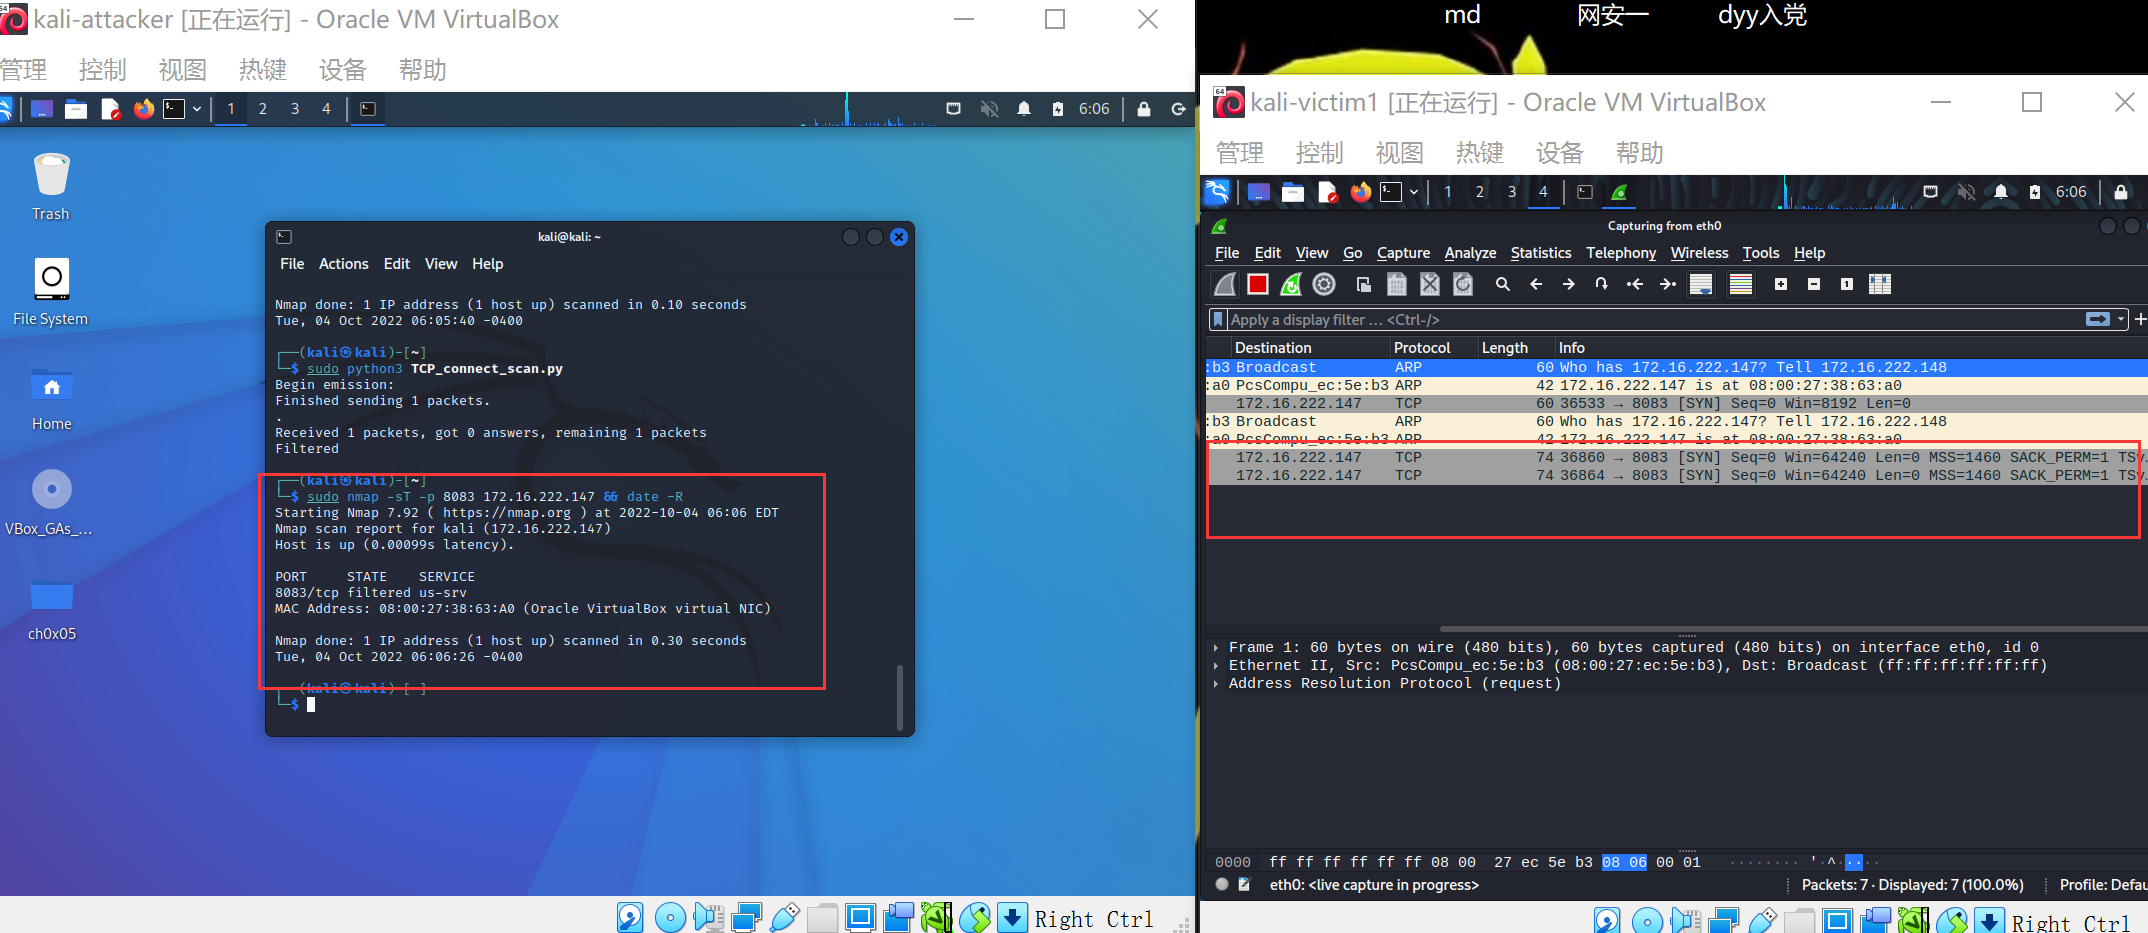 kali-attacker [正在运行] - Oracle VM VirtualBox
管理 控制 视图 热键 设备 帮助
1 2 3 4 6:06
Trash
File System
Home
VBox_GAs_...
ch0x05
kali@kali: ~
File Actions Edit View Help
Nmap done: 1 IP address (1 host up) scanned in 0.10 seconds
Tue, 04 Oct 2022 06:05:40 -0400
┌──(kali㉿kali)-[~]
└─$ sudo python3 TCP_connect_scan.py
Begin emission:
Finished sending 1 packets.
.
Received 1 packets, got 0 answers, remaining 1 packets
Filtered
┌──(kali㉿kali)-[~]
└─$ sudo nmap -sT -p 8083 172.16.222.147 && date -R
Starting Nmap 7.92 ( https://nmap.org ) at 2022-10-04 06:06 EDT
Nmap scan report for kali (172.16.222.147)
Host is up (0.00099s latency).
PORT STATE SERVICE
8083/tcp filtered us-srv
MAC Address: 08:00:27:38:63:A0 (Oracle VirtualBox virtual NIC)
Nmap done: 1 IP address (1 host up) scanned in 0.30 seconds
Tue, 04 Oct 2022 06:06:26 -0400
┌──(kali㉿kali)-[~]
└─$
Right Ctrl
md 网安一 dyy入党
kali-victim1 [正在运行] - Oracle VM VirtualBox
管理 控制 视图 热键 设备 帮助
1 2 3 4 6:06
Capturing from eth0
File Edit View Go Capture Analyze Statistics Telephony Wireless Tools Help
Apply a display filter ... <Ctrl-/>
Destination Protocol Length Info
:b3 Broadcast ARP 60 Who has 172.16.222.147? Tell 172.16.222.148
:a0 PcsCompu_ec:5e:b3 ARP 42 172.16.222.147 is at 08:00:27:38:63:a0
172.16.222.147 TCP 60 36533 → 8083 [SYN] Seq=0 Win=8192 Len=0
:b3 Broadcast ARP 60 Who has 172.16.222.147? Tell 172.16.222.148
:a0 PcsCompu_ec:5e:b3 ARP 42 172.16.222.147 is at 08:00:27:38:63:a0
172.16.222.147 TCP 74 36860 → 8083 [SYN] Seq=0 Win=64240 Len=0 MSS=1460 SACK_PERM=1 TSv…
172.16.222.147 TCP 74 36864 → 8083 [SYN] Seq=0 Win=64240 Len=0 MSS=1460 SACK_PERM=1 TSv…
Frame 1: 60 bytes on wire (480 bits), 60 bytes captured (480 bits) on interface eth0, id 0
Ethernet II, Src: PcsCompu_ec:5e:b3 (08:00:27:ec:5e:b3), Dst: Broadcast (ff:ff:ff:ff:ff:ff)
Address Resolution Protocol (request)
0000 ff ff ff ff ff ff 08 00 27 ec 5e b3 08 06 00 01 ········ '·^·····
eth0: <live capture in progress> Packets: 7 · Displayed: 7 (100.0%) Profile: Defau
Right Ctrl